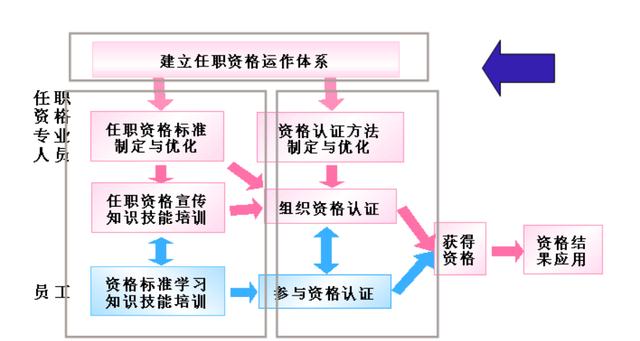 建立任职资格运作体系
任职
资格
专业
人员
任职资格标准
制定与优化
资格认证方法
制定与优化
任职资格宣传
知识技能培训
组织资格认证
获得
资格
资格结
果应用
员工
资格标准学习
知识技能培训
参与资格认证